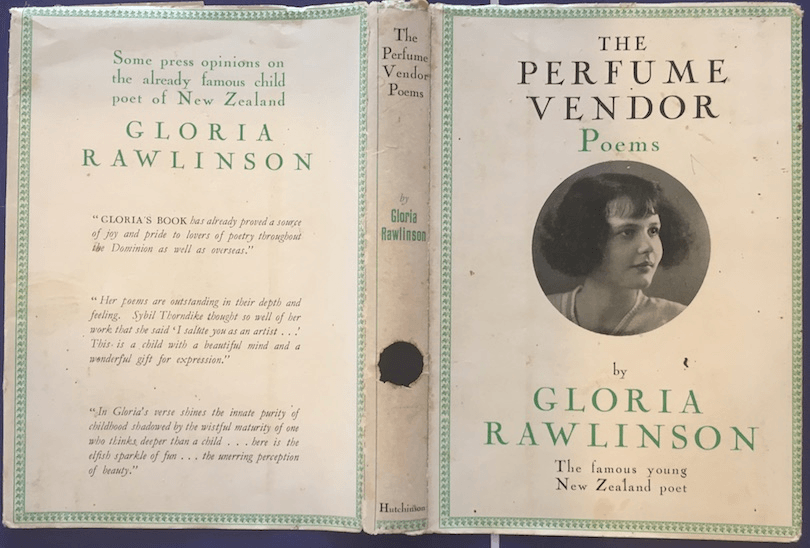 Some press opinions on
the already famous child
poet of New Zealand
GLORIA
RAWLINSON
"GLORIA'S BOOK has already proved a source
of joy and pride to lovers of poetry throughout
the Dominion as well as overseas."
"Her poems are outstanding in their depth and
feeling. Sybil Thorndike thought so well of her
work that she said 'I salute you as an artist . . .'
This is a child with a beautiful mind and a
wonderful gift for expression."
"In Gloria's verse shines the innate purity of
childhood shadowed by the wistful maturity of one
who thinks deeper than a child . . . here is the
elfish sparkle of fun . . . the unerring perception
of beauty."
The
Perfume
Vendor
Poems
by
Gloria
Rawlinson
Hutchinson
THE
PERFUME
VENDOR
Poems
by
GLORIA
RAWLINSON
The famous young
New Zealand poet